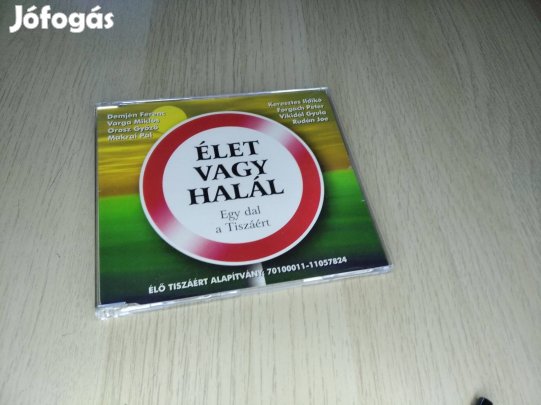 Jófogás
Demjén Ferenc
Varga Miklós
Orosz Győző
Makrai Pál
Keresztes Ildikó
Forgách Péter
Vikidál Gyula
Rudán Joe
ÉLET
VAGY
HALÁL
Egy dal
a Tiszáért
ÉLŐ TISZÁÉRT ALAPÍTVÁNY: 70100011-11057824